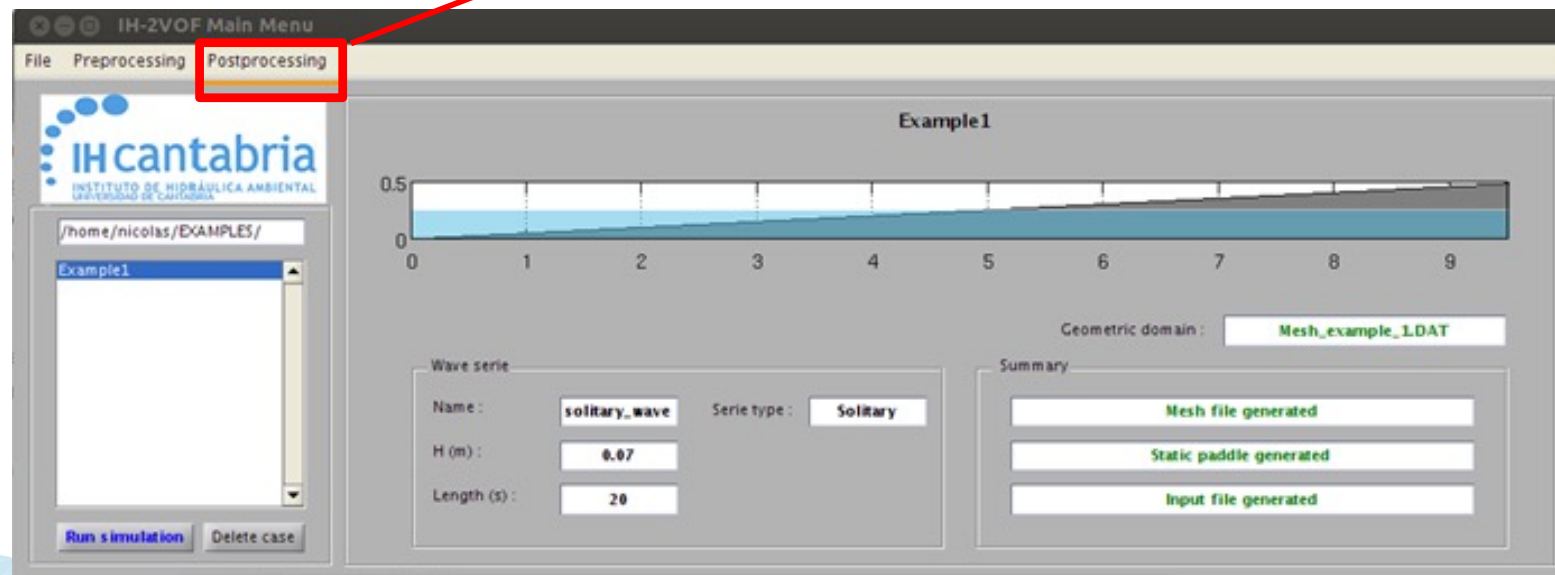 IH-2VOF Main Menu
File Preprocessing Postprocessing
IHcantabria
INSTITUTO DE HIDRÁULICA AMBIENTAL
UNIVERSIDAD DE CANTABRIA
/home/nicolas/EXAMPLES/
Example1
Run simulation Delete case
Example1
0.5
0
0 1 2 3 4 5 6 7 8 9
Geometric domain : Mesh_example_1.DAT
Wave serie
Name : solitary_wave Serie type : Solitary
H (m) : 0.07
Length (s) : 20
Summary
Mesh file generated
Static paddle generated
Input file generated